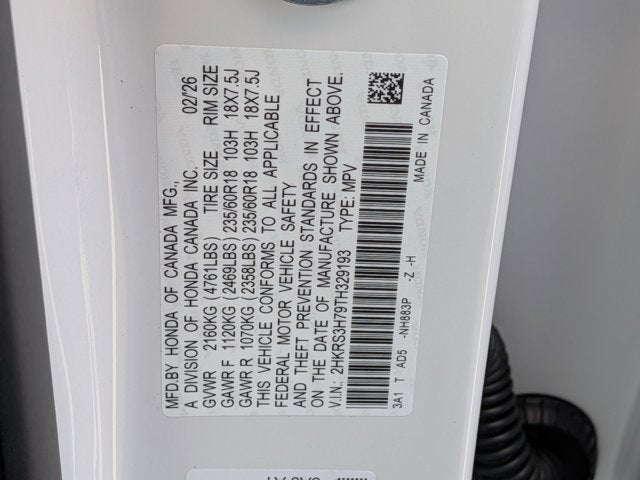 MFD.BY HONDA OF CANADA MFG.,
A DIVISION OF HONDA CANADA INC. 02/'26
GVWR 2160KG (4761LBS) TIRE SIZE RIM SIZE
GAWR F 1120KG (2469LBS) 235/60R18 103H 18X7.5J
GAWR R 1070KG (2358LBS) 235/60R18 103H 18X7.5J
THIS VEHICLE CONFORMS TO ALL APPLICABLE
FEDERAL MOTOR VEHICLE SAFETY
AND THEFT PREVENTION STANDARDS IN EFFECT
ON THE DATE OF MANUFACTURE SHOWN ABOVE.
V.I.N.: 2HKRS3H79TH329193 TYPE: MPV
3A1 T AD5 -NH883P -Z -H
MADE IN CANADA